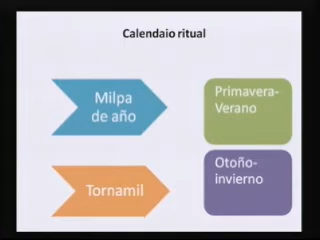 Calendaio ritual
Milpa
de año
Primavera-
Verano
Tornamil
Otoño-
invierno